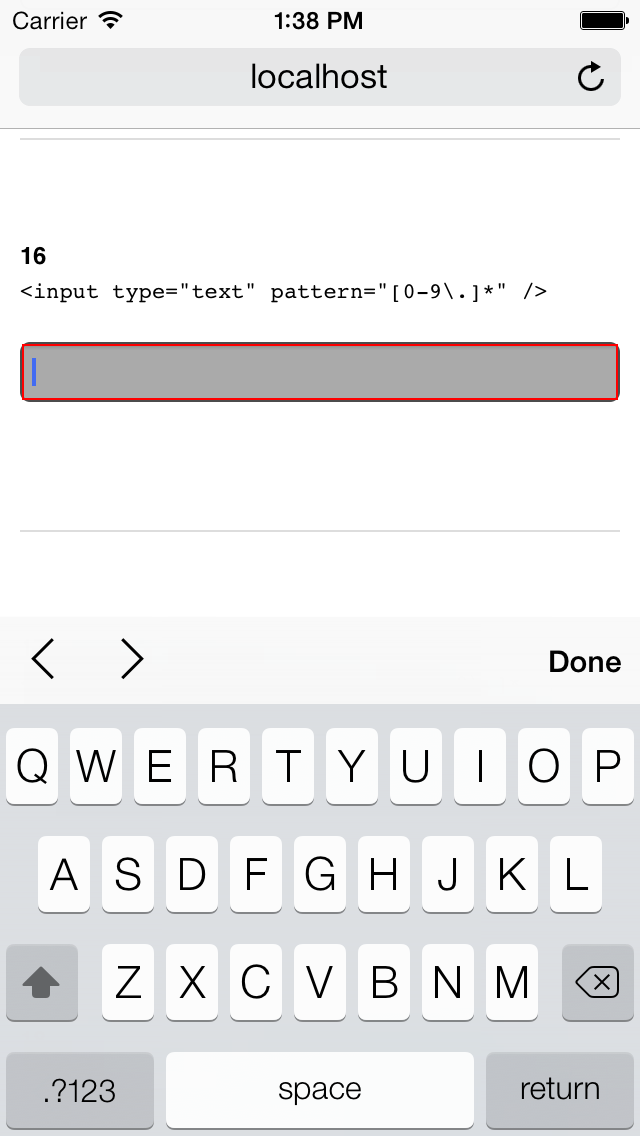 Carrier 1:38 PM
localhost
16
<input type="text" pattern="[0-9\.]*" />
Done
Q W E R T Y U I O P
A S D F G H J K L
Z X C V B N M
.?123 space return